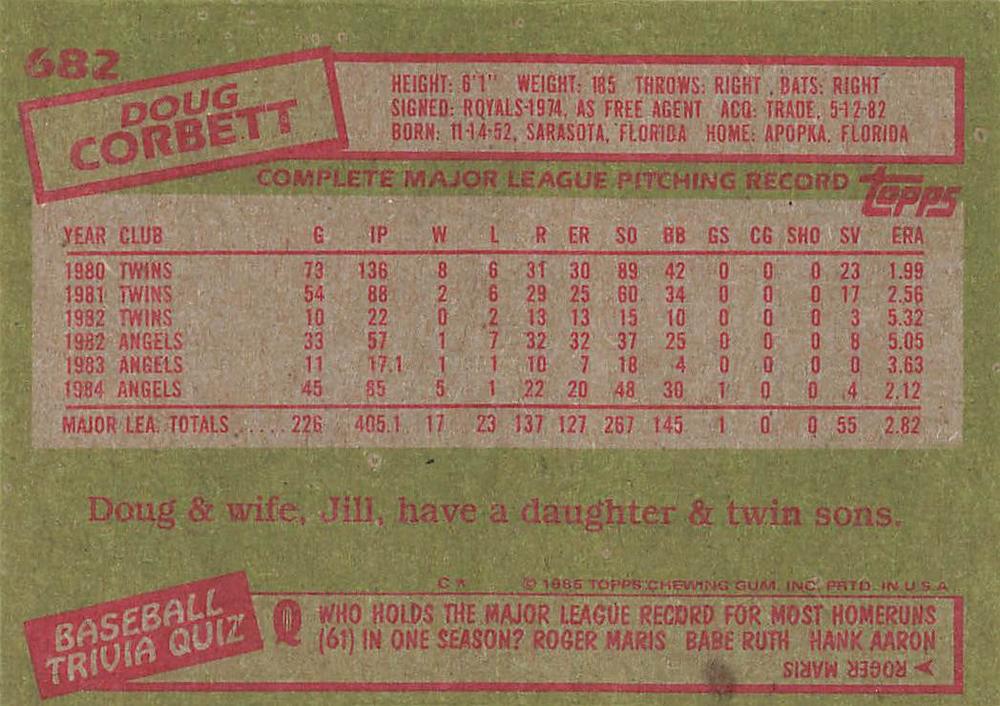 682
DOUG
CORBETT
HEIGHT: 6'1" WEIGHT: 185 THROWS: RIGHT BATS: RIGHT
SIGNED: ROYALS-1974, AS FREE AGENT ACQ: TRADE, 5-12-82
BORN: 11-14-52, SARASOTA, FLORIDA HOME: APOPKA, FLORIDA
COMPLETE MAJOR LEAGUE PITCHING RECORD topps
YEAR CLUB G IP W L R ER SO BB GS CG SHO SV ERA
1980 TWINS 73 136 8 6 31 30 89 42 0 0 0 23 1.99
1981 TWINS 54 88 2 6 29 25 60 34 0 0 0 17 2.56
1982 TWINS 10 22 0 2 13 13 15 10 0 0 0 3 5.32
1982 ANGELS 33 57 1 7 32 32 37 25 0 0 0 8 5.05
1983 ANGELS 11 17.1 1 1 10 7 18 4 0 0 0 0 3.63
1984 ANGELS 45 85 5 1 22 20 48 30 1 0 0 4 2.12
MAJOR LEA. TOTALS ..... 226 405.1 17 23 137 127 267 145 1 0 0 55 2.82
Doug & wife, Jill, have a daughter & twin sons.
C* © 1985 TOPPS CHEWING GUM, INC. PRTD. IN U.S.A.
BASEBALL
TRIVIA QUIZ
Q WHO HOLDS THE MAJOR LEAGUE RECORD FOR MOST HOMERUNS
(61) IN ONE SEASON? ROGER MARIS BABE RUTH HANK AARON
ROGER MARIS